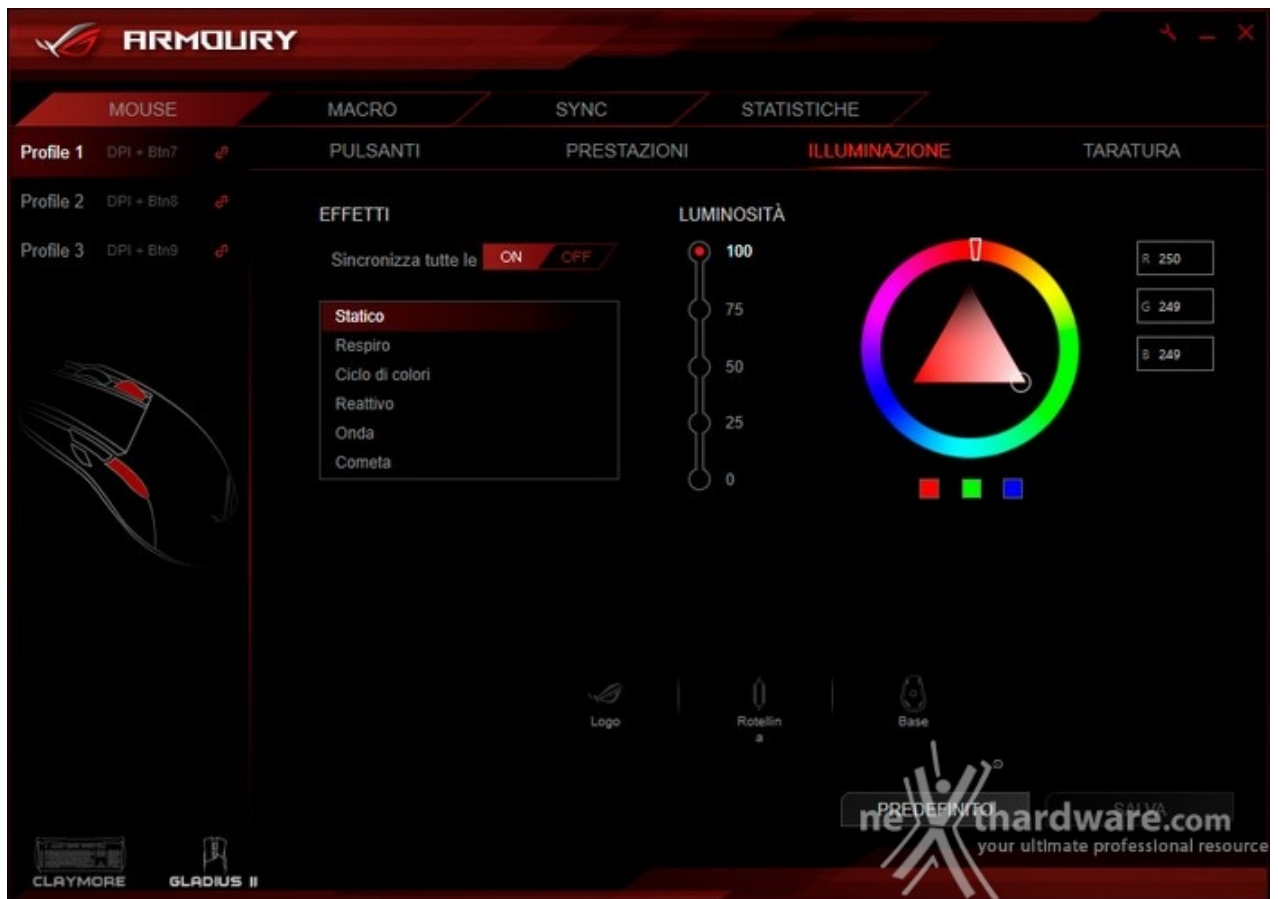 ARMOURY
MOUSE MACRO SYNC STATISTICHE
Profile 1 DPI + Btn7
PULSANTI PRESTAZIONI ILLUMINAZIONE TARATURA
Profile 2 DPI + Btn8
Profile 3 DPI + Btn9
EFFETTI
Sincronizza tutte le ON OFF
Statico
Respiro
Ciclo di colori
Reattivo
Onda
Cometa
LUMINOSITÀ
100
75
50
25
0
R 250
G 249
B 249
Logo
Rotellin
a
Base
PREDEFINITO
SALVA
nexthardware.com
your ultimate professional resource
CLAYMORE
GLADIUS II